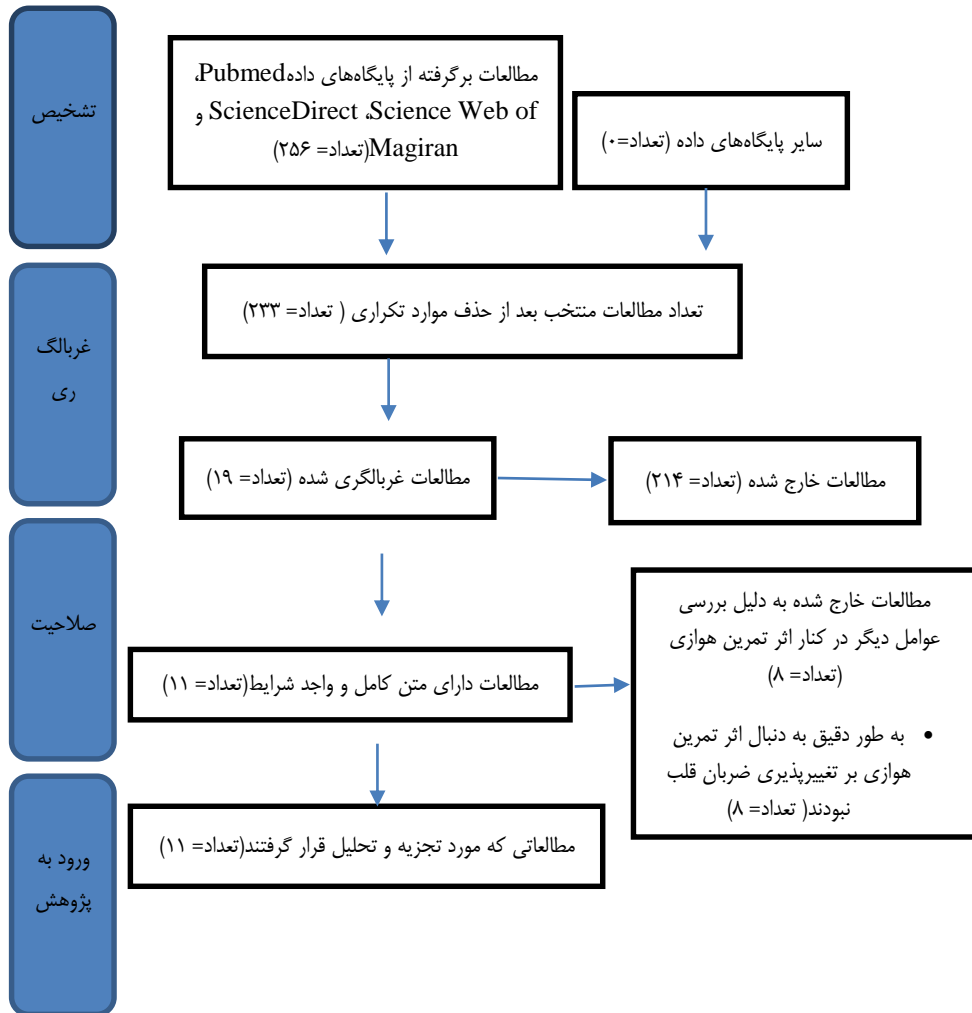 تشخیص
مطالعات برگرفته از پایگاه‌های داده Pubmed،
ScienceDirect ،Science Web of و
Magiran(تعداد= ۲۵۶)
سایر پایگاه‌های داده (تعداد=۰)
غربالگ
ری
تعداد مطالعات منتخب بعد از حذف موارد تکراری ( تعداد= ۲۳۳)
مطالعات غربالگری شده (تعداد= ۱۹)
مطالعات خارج شده (تعداد= ۲۱۴)
صلاحیت
مطالعات دارای متن کامل و واجد شرایط(تعداد= ۱۱)
مطالعات خارج شده به دلیل بررسی
عوامل دیگر در کنار اثر تمرین هوازی
(تعداد= ۸)
• به طور دقیق به دنبال اثر تمرین
هوازی بر تغییرپذیری ضربان قلب
نبودند( تعداد= ۸)
ورود به
پژوهش
مطالعاتی که مورد تجزیه و تحلیل قرار گرفتند(تعداد= ۱۱)